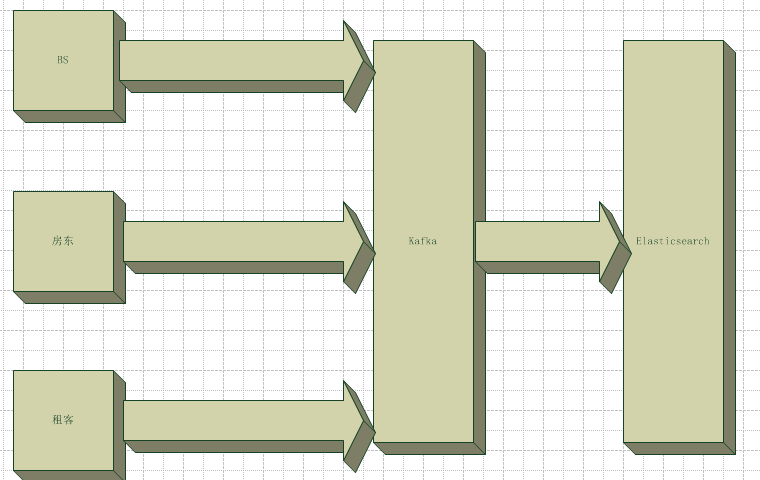 BS
房东
Kafka
Elasticsearch
租客